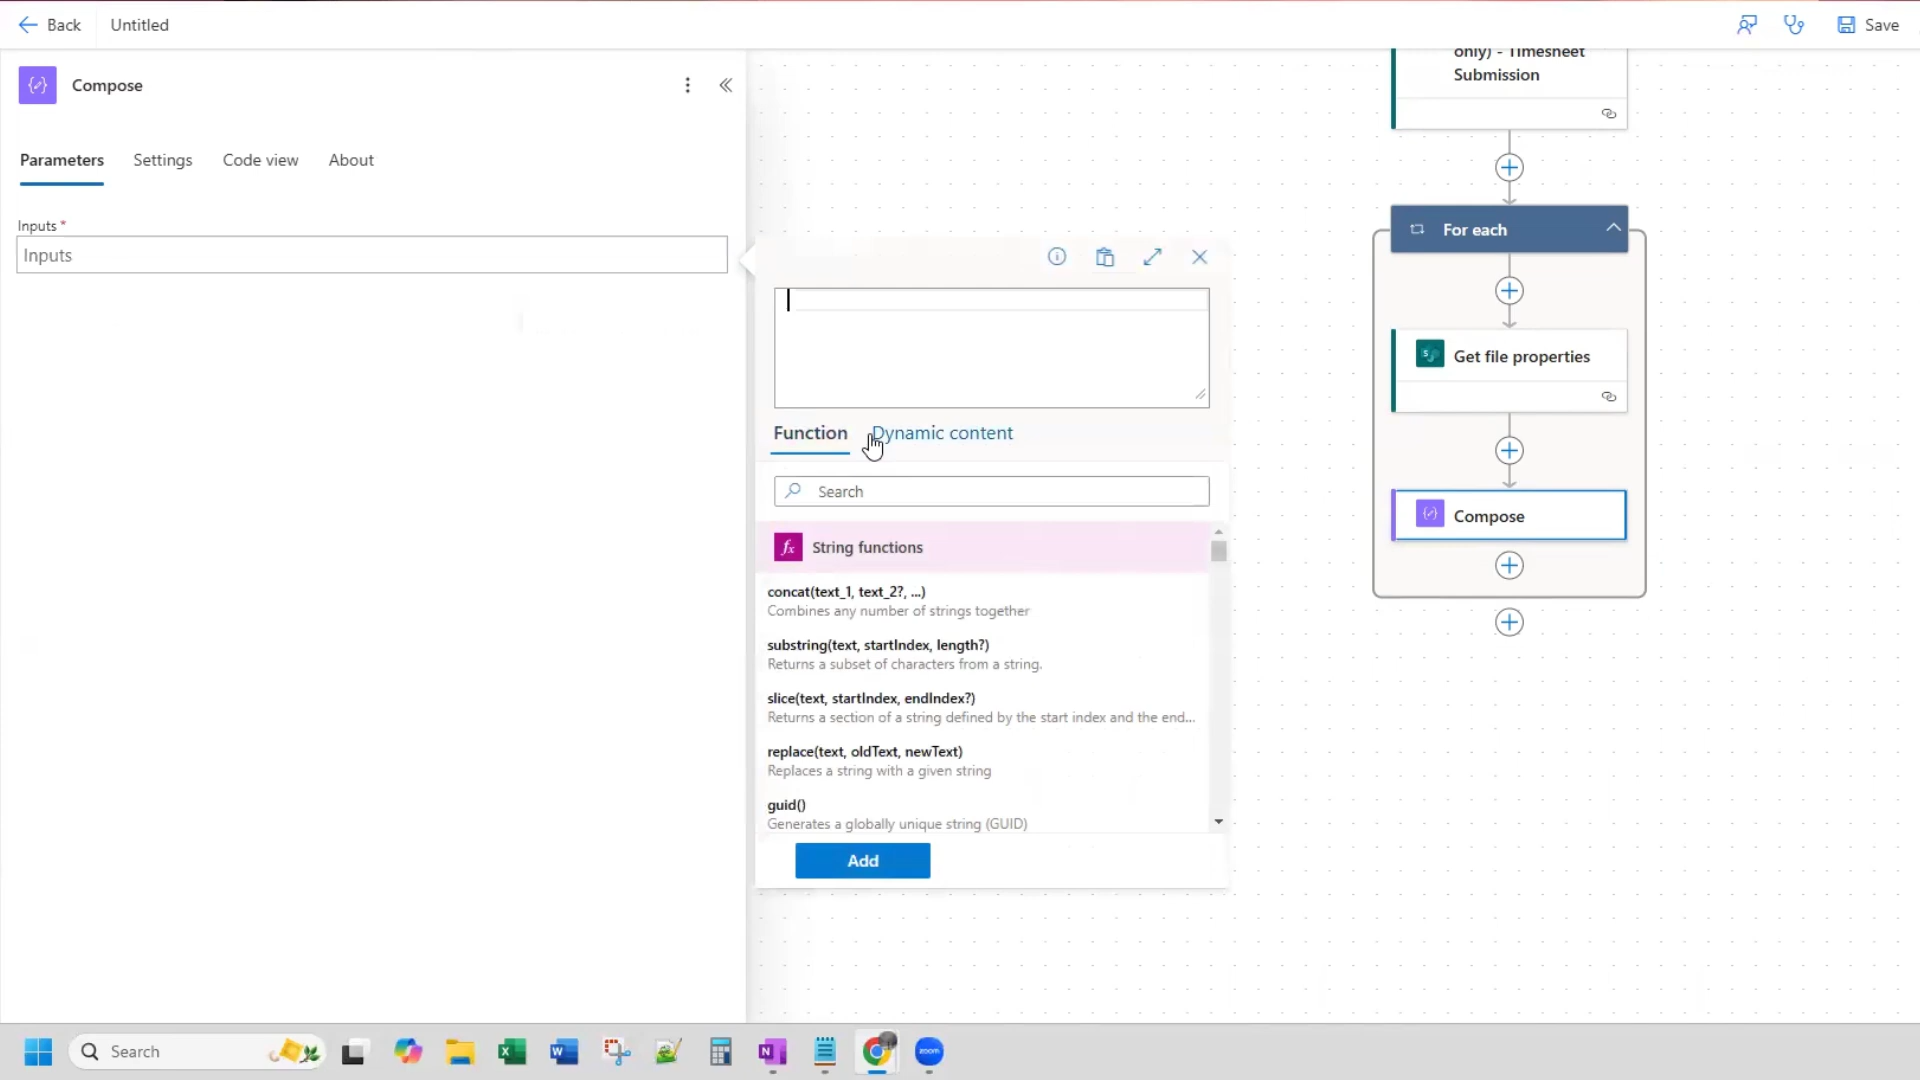 Back
Untitled
Save
Compose
Parameters
Settings
Code view
About
Inputs *
Inputs
Function
Dynamic content
Search
fx String functions
concat(text_1, text_2?, ...)
Combines any number of strings together
substring(text, startIndex, length?)
Returns a subset of characters from a string.
slice(text, startIndex, endIndex?)
Returns a section of a string defined by the start index and the end...
replace(text, oldText, newText)
Replaces a string with a given string
guid()
Generates a globally unique string (GUID)
Add
only) - Timesheet
Submission
For each
Get file properties
Compose
Search
zoom